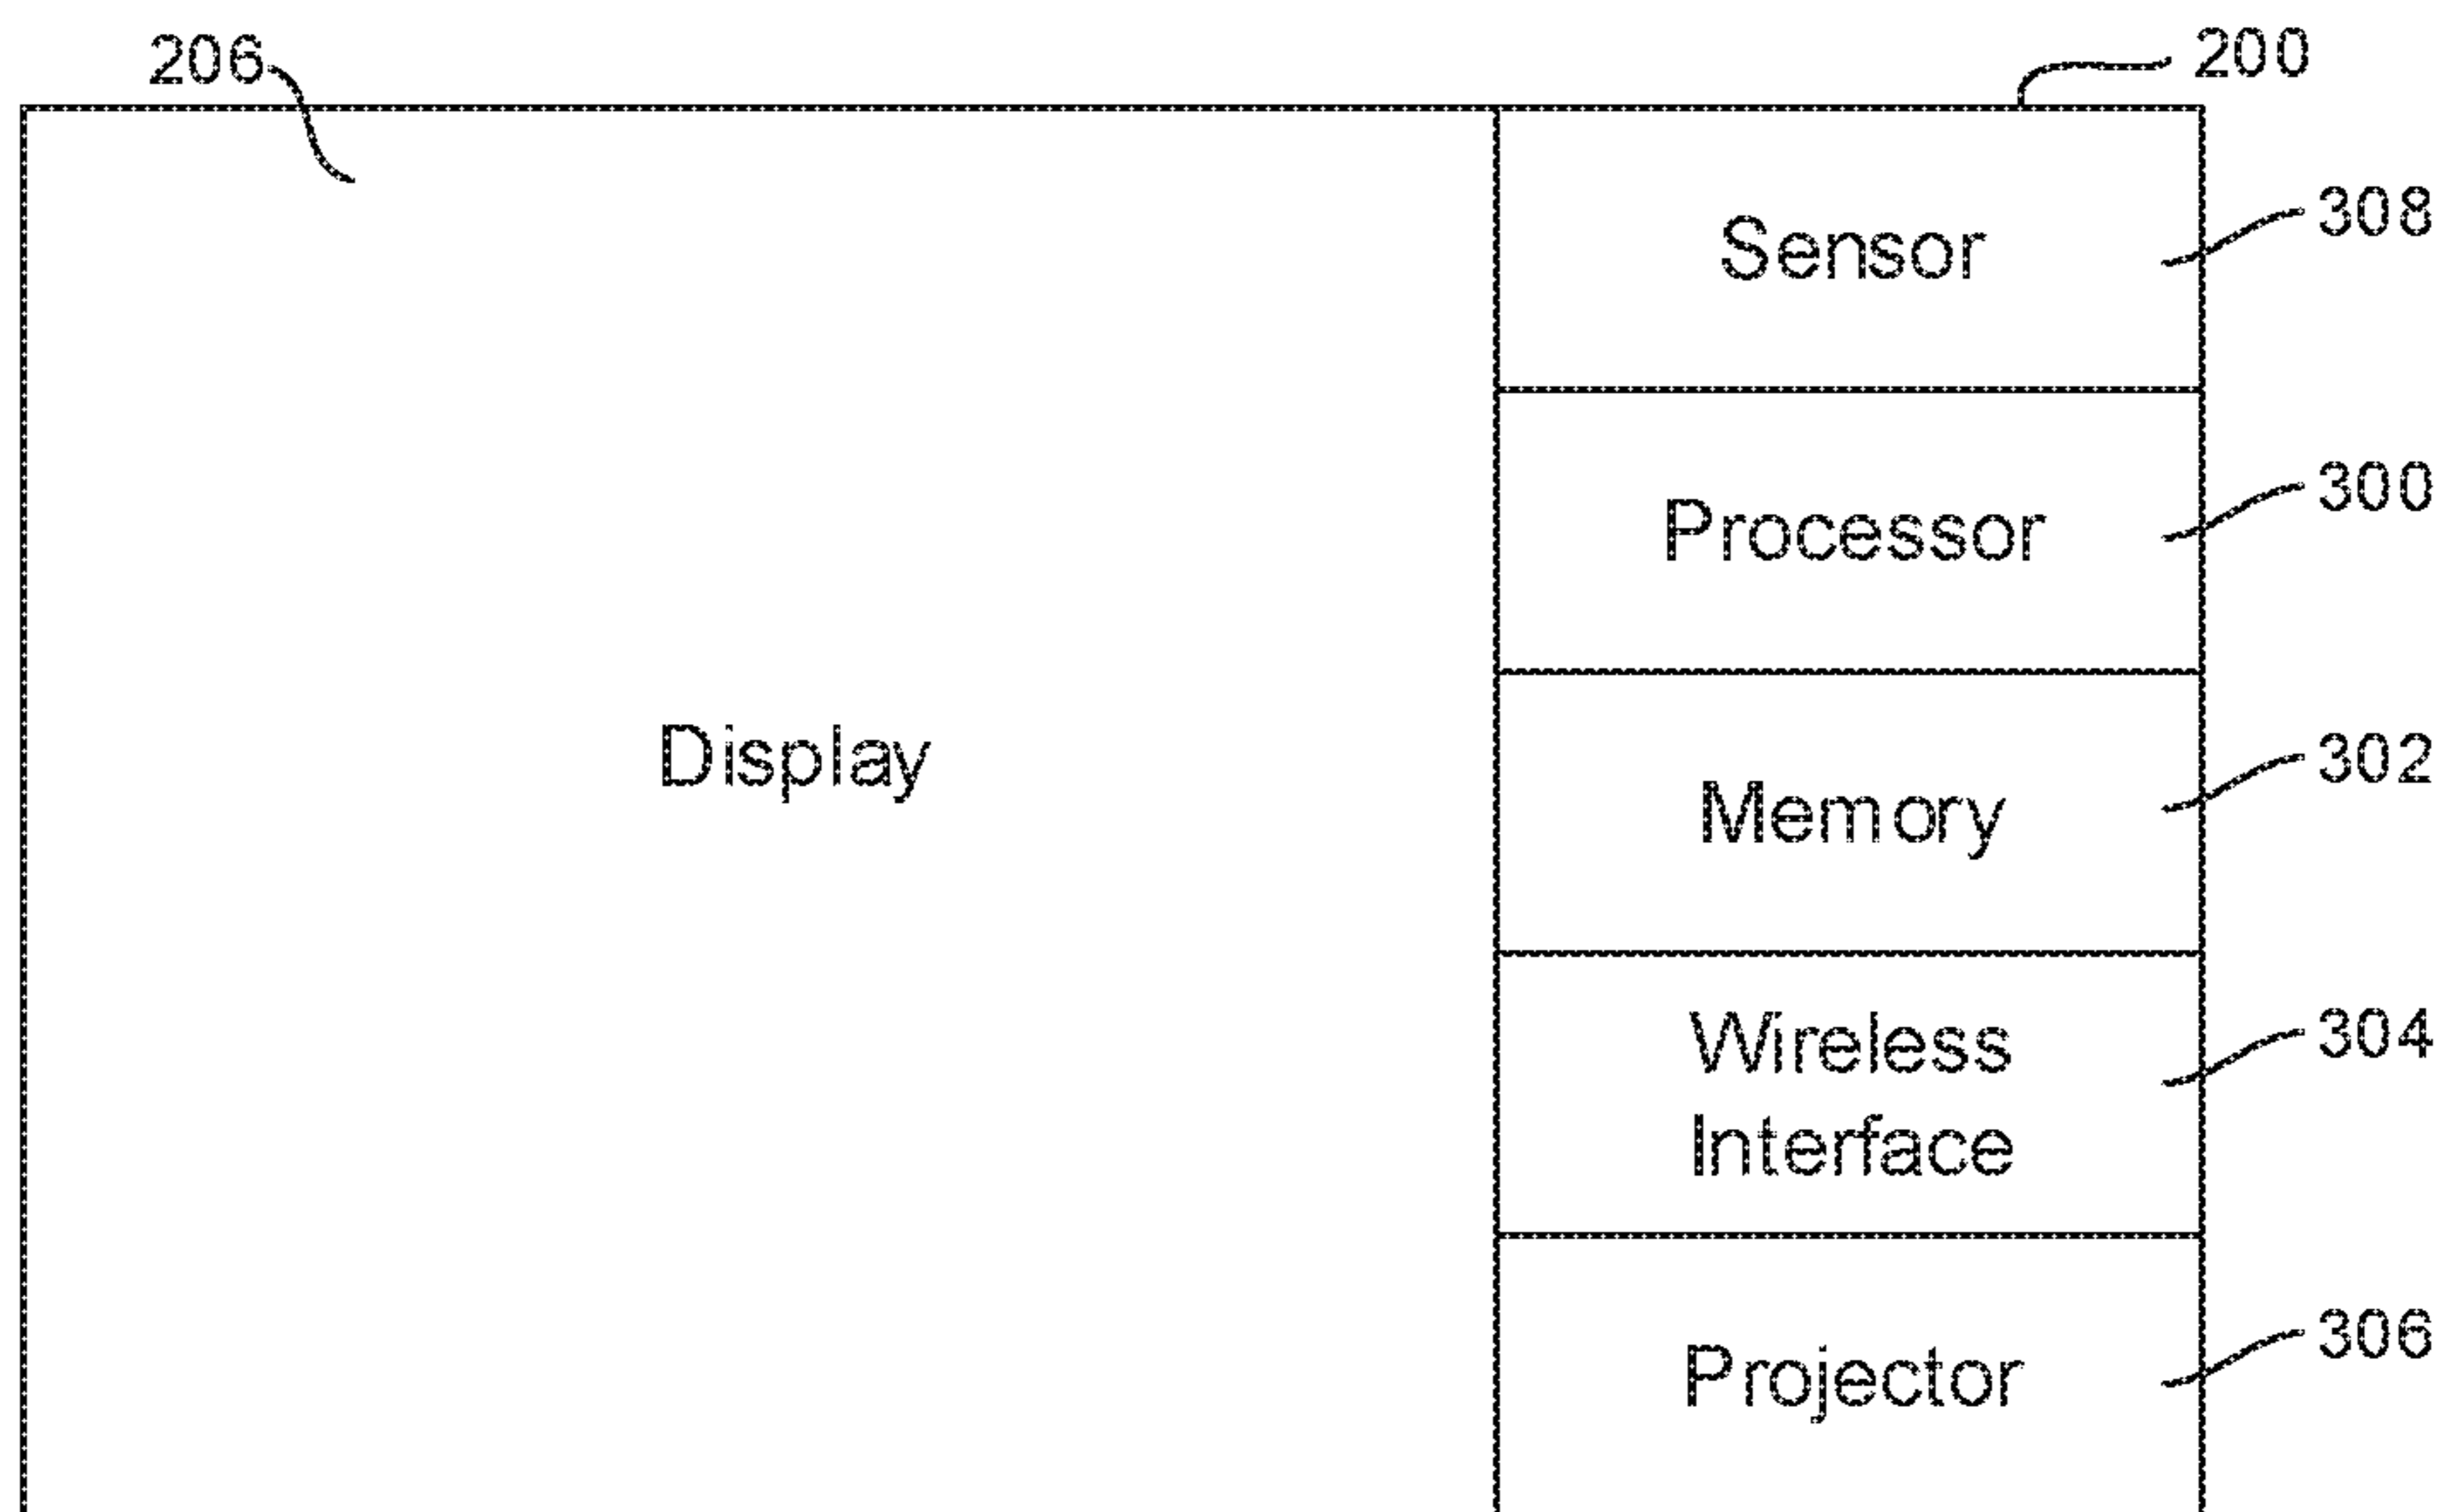 206
200
Sensor
308
Processor
300
Display
Memory
302
Wireless
Interface
304
Projector
306